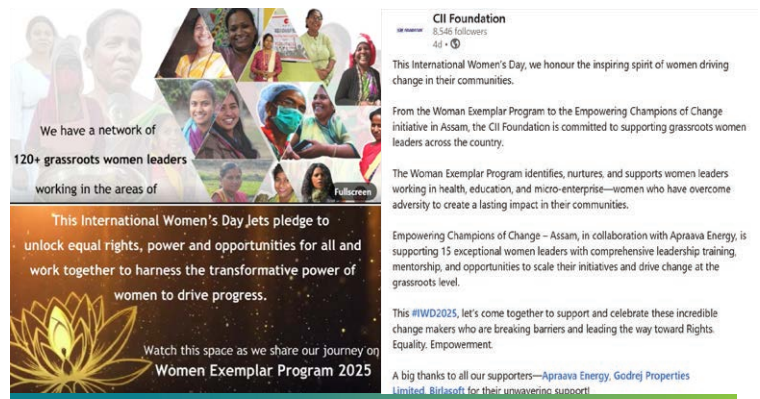 We have a network of
120+ grassroots women leaders
working in the areas of
Fullscreen
This International Women's Day,lets pledge to
unlock equal rights, power and opportunities for all and
work together to harness the transformative power of
women to drive progress.
Watch this space as we share our journey on
Women Exemplar Program 2025
CII Foundation
8,546 followers
4d •
This International Women's Day, we honour the inspiring spirit of women driving
change in their communities.
From the Woman Exemplar Program to the Empowering Champions of Change
initiative in Assam, the CII Foundation is committed to supporting grassroots women
leaders across the country.
The Woman Exemplar Program identifies, nurtures, and supports women leaders
working in health, education, and micro-enterprise—women who have overcome
adversity to create a lasting impact in their communities.
Empowering Champions of Change – Assam, in collaboration with Apraava Energy, is
supporting 15 exceptional women leaders with comprehensive leadership training,
mentorship, and opportunities to scale their initiatives and drive change at the
grassroots level.
This #IWD2025, let's come together to support and celebrate these incredible
change makers who are breaking barriers and leading the way toward Rights.
Equality. Empowerment.
A big thanks to all our supporters—Apraava Energy, Godrej Properties
Limited, Birlasoft for their unwavering support!